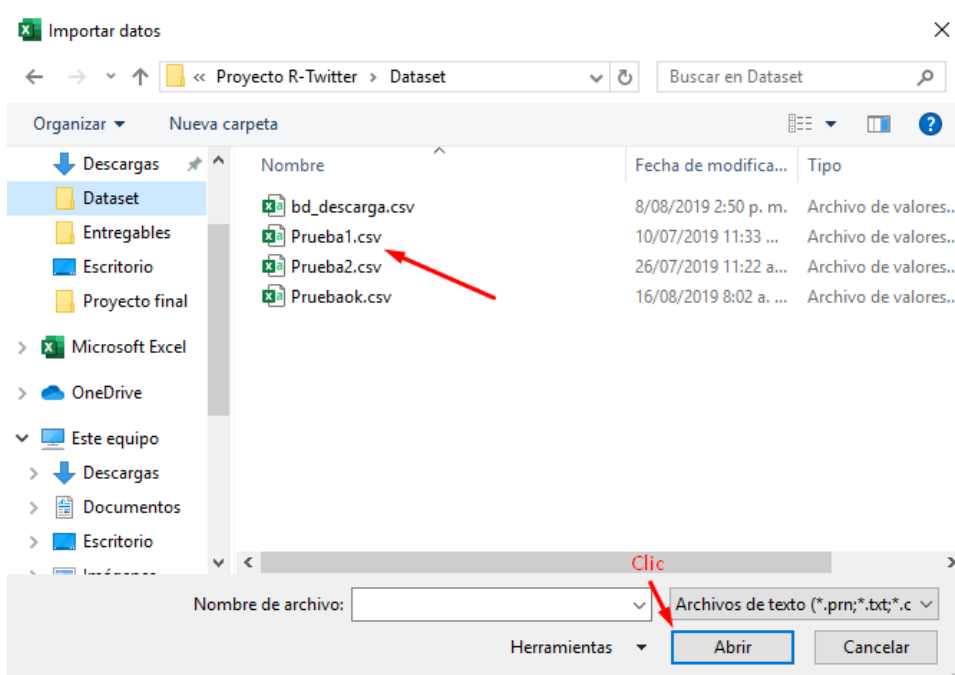 Importar datos
« Proyecto R-Twitter > Dataset
Buscar en Dataset
Organizar
Nueva carpeta
Descargas
Dataset
Entregables
Escritorio
Proyecto final
Microsoft Excel
OneDrive
Este equipo
Descargas
Documentos
Escritorio
Nombre Fecha de modifica... Tipo
bd_descarga.csv 8/08/2019 2:50 p. m. Archivo de valores..
Prueba1.csv 10/07/2019 11:33 ... Archivo de valores..
Prueba2.csv 26/07/2019 11:22 a... Archivo de valores..
Pruebaok.csv 16/08/2019 8:02 a. ... Archivo de valores..
Clic
Nombre de archivo:
Archivos de texto (*.prn;*.txt;*.c
Herramientas
Abrir
Cancelar